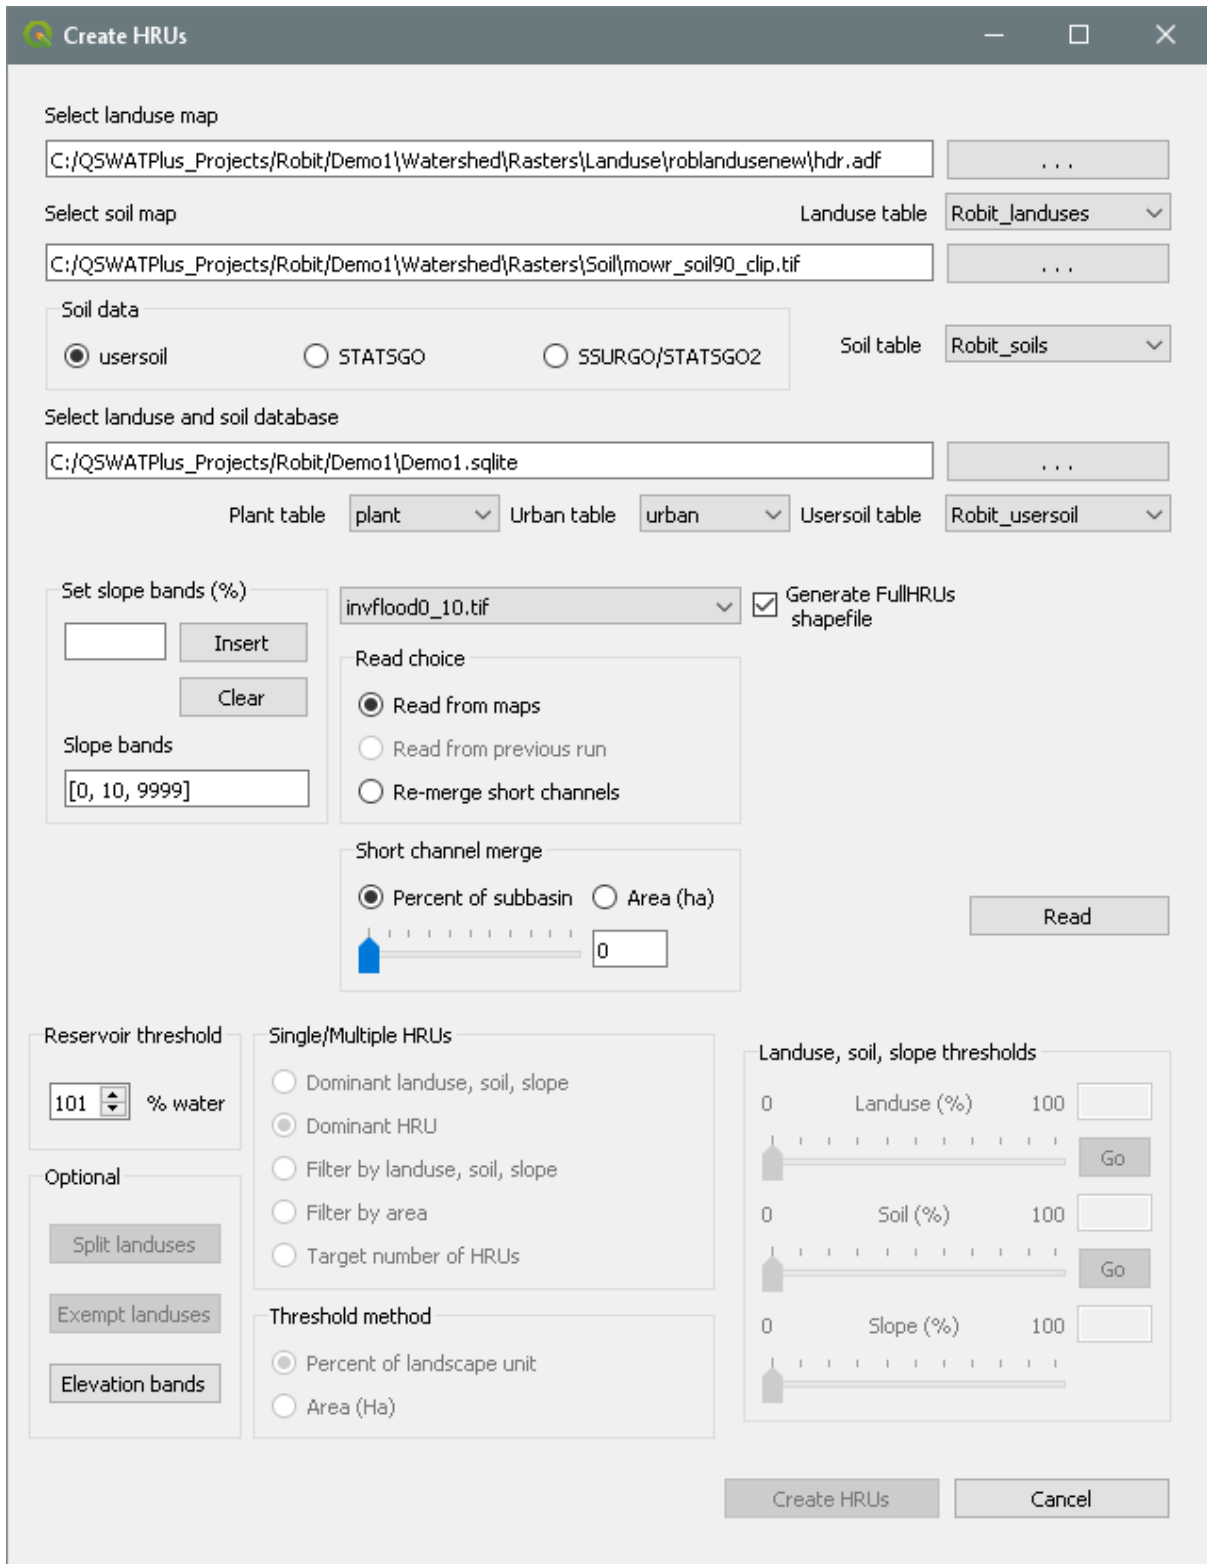 Create HRUs
Select landuse map
C:/QSWATPlus_Projects/Robit/Demo1\Watershed\Rasters\Landuse\roblandusenew\hdr.adf
. . .
Select soil map
Landuse table
Robit_landuses
C:/QSWATPlus_Projects/Robit/Demo1\Watershed\Rasters\Soil\mowr_soil90_clip.tif
. . .
Soil data
usersoil
STATSGO
SSURGO/STATSGO2
Soil table
Robit_soils
Select landuse and soil database
C:/QSWATPlus_Projects/Robit/Demo1\Demo1.sqlite
. . .
Plant table
plant
Urban table
urban
Usersoil table
Robit_usersoil
Set slope bands (%)
Insert
Clear
Slope bands
[0, 10, 9999]
invflood0_10.tif
Generate FullHRUs
shapefile
Read choice
Read from maps
Read from previous run
Re-merge short channels
Short channel merge
Percent of subbasin
Area (ha)
0
Read
Reservoir threshold
101
% water
Optional
Split landuses
Exempt landuses
Elevation bands
Single/Multiple HRUs
Dominant landuse, soil, slope
Dominant HRU
Filter by landuse, soil, slope
Filter by area
Target number of HRUs
Threshold method
Percent of landscape unit
Area (Ha)
Landuse, soil, slope thresholds
0 Landuse (%) 100
Go
0 Soil (%) 100
Go
0 Slope (%) 100
Create HRUs
Cancel